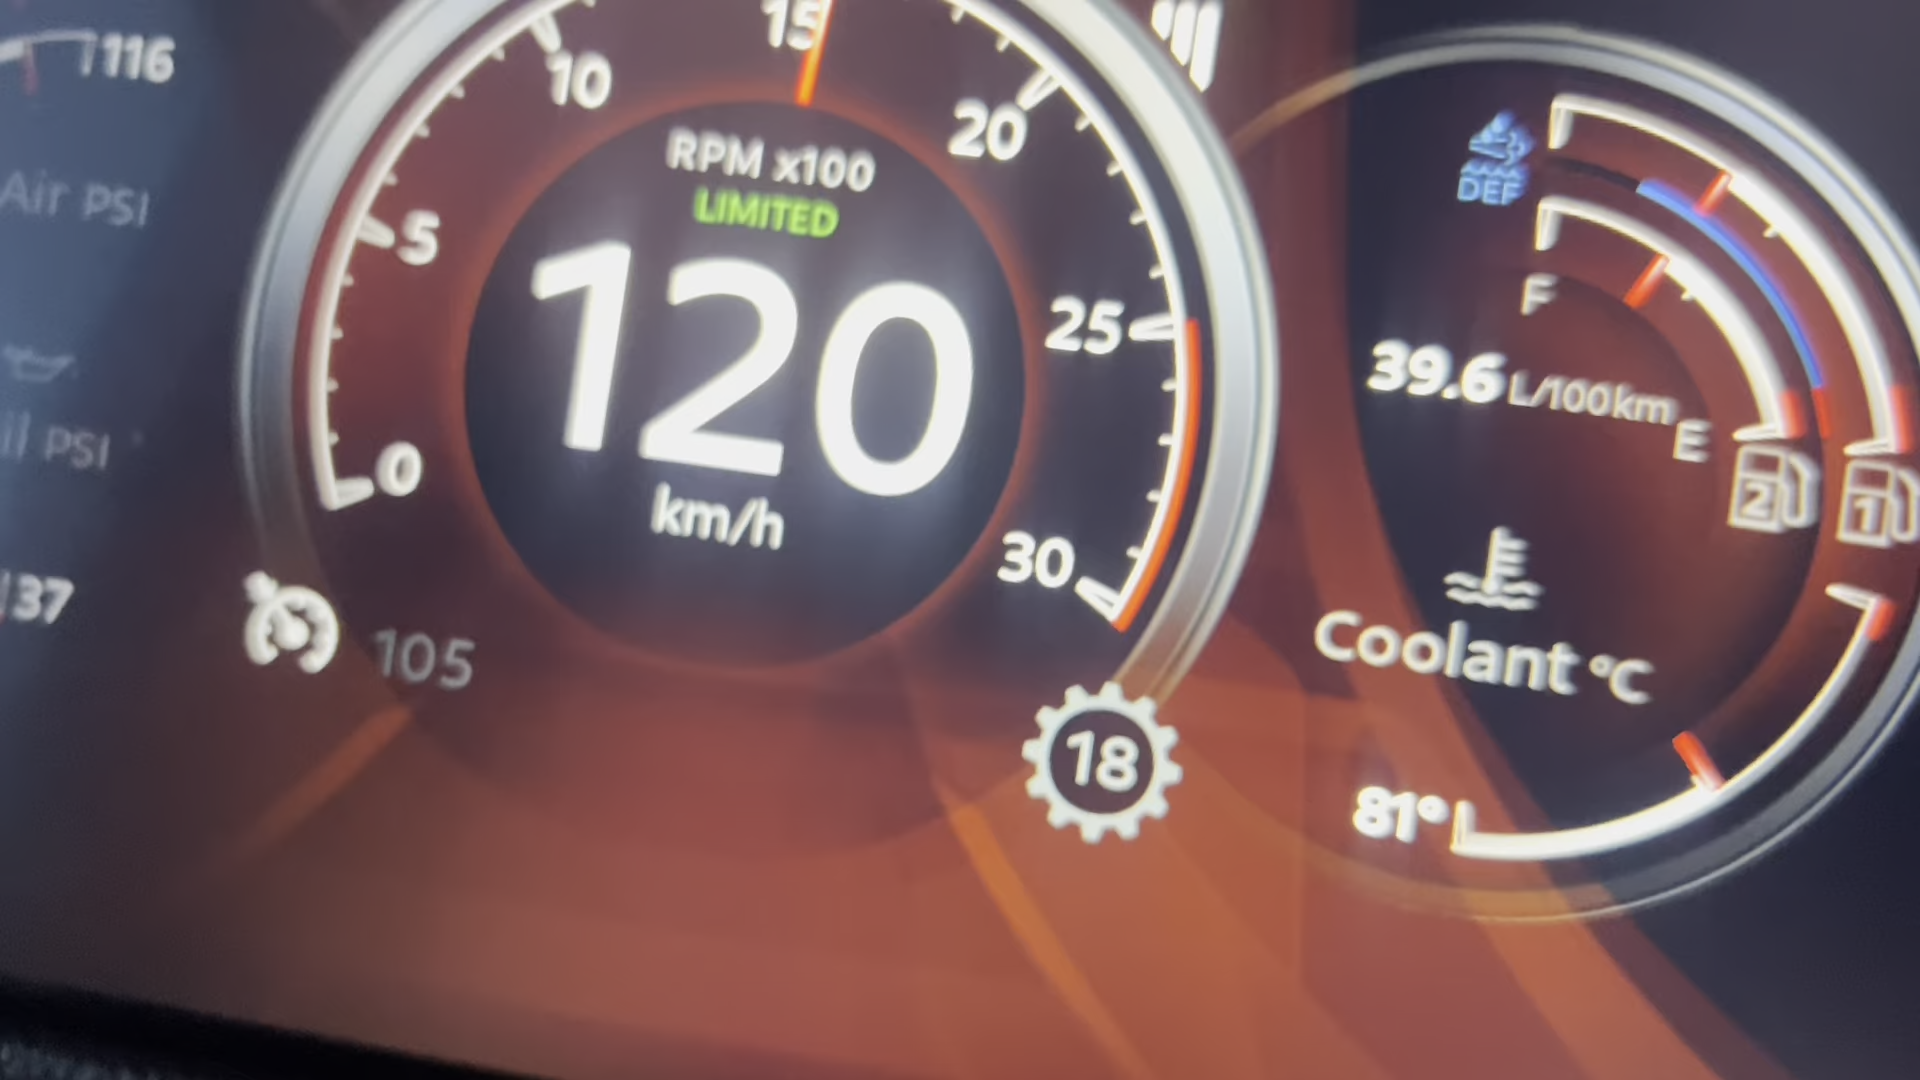 116
Air PSI
PSI
37
0
5
10
15
20
25
30
RPM x100
LIMITED
120
km/h
105
18
DEF
F
39.6 L/100km
E
2
1
Coolant °C
81°